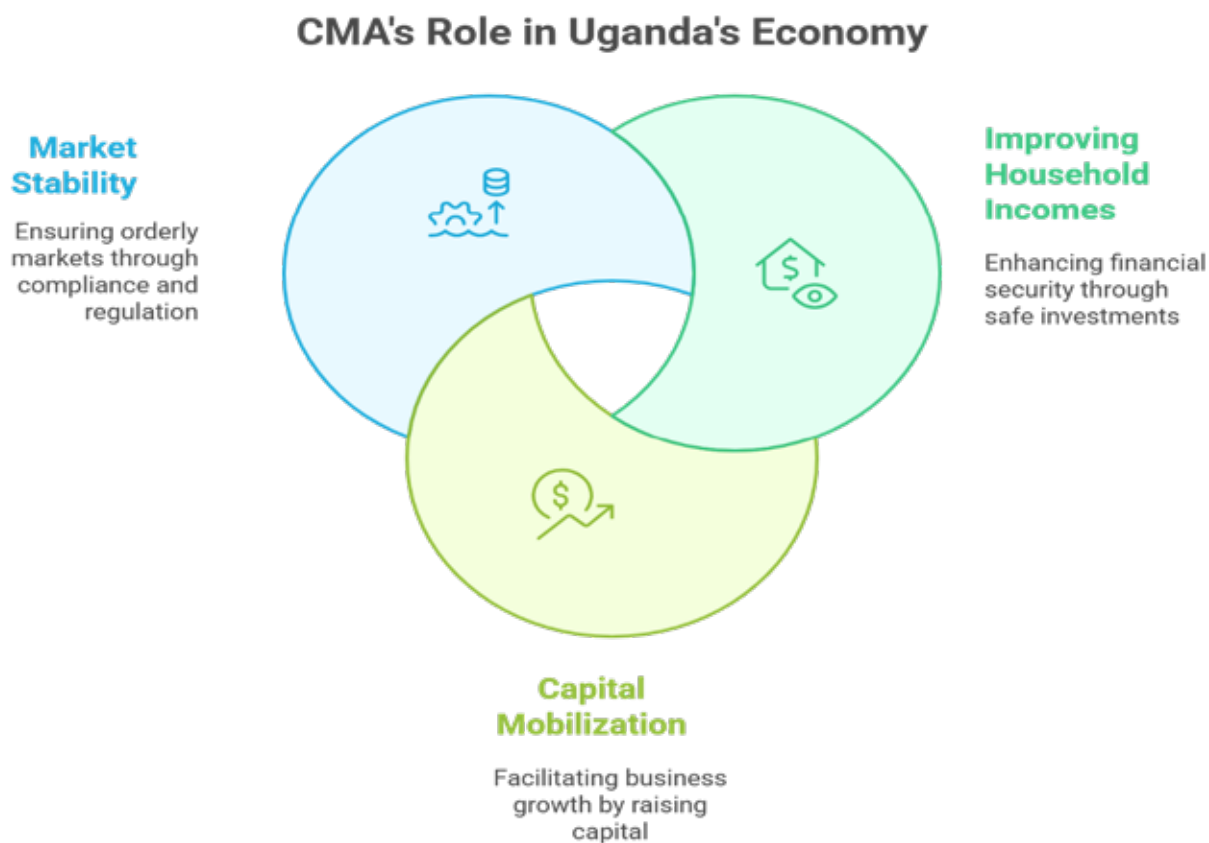 CMA's Role in Uganda's Economy
Market
Stability
Ensuring orderly
markets through
compliance and
regulation
Improving
Household
Incomes
Enhancing financial
security through
safe investments
$
$
Capital
Mobilization
Facilitating business
growth by raising
capital